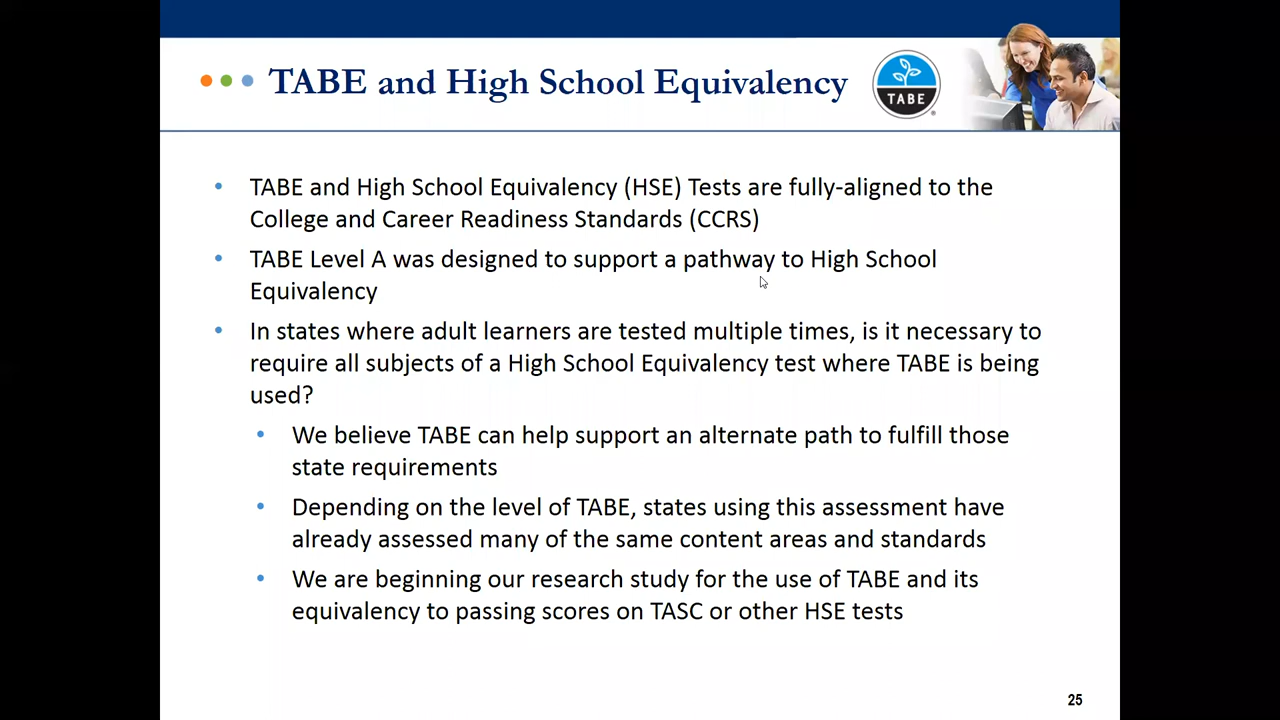 TABE and High School Equivalency
TABE
• TABE and High School Equivalency (HSE) Tests are fully-aligned to the
College and Career Readiness Standards (CCRS)
• TABE Level A was designed to support a pathway to High School
Equivalency
• In states where adult learners are tested multiple times, is it necessary to
require all subjects of a High School Equivalency test where TABE is being
used?
• We believe TABE can help support an alternate path to fulfill those
state requirements
• Depending on the level of TABE, states using this assessment have
already assessed many of the same content areas and standards
• We are beginning our research study for the use of TABE and its
equivalency to passing scores on TASC or other HSE tests
25